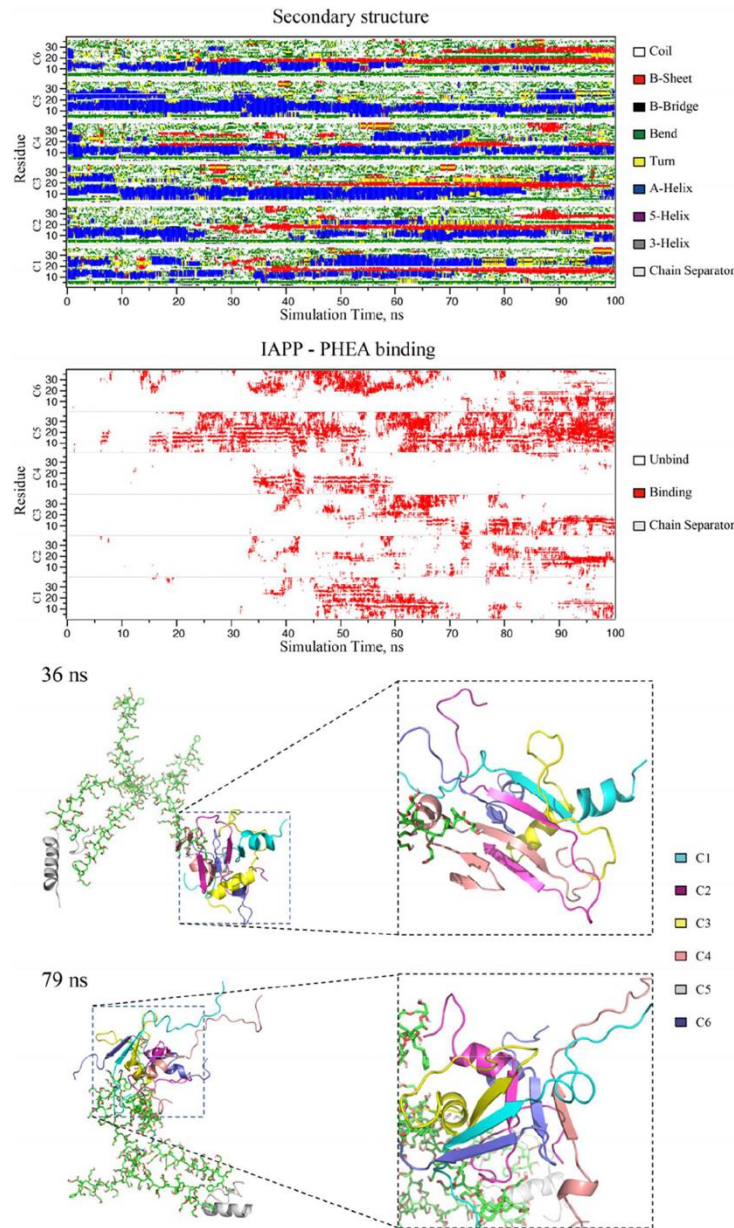 Secondary structure
C6
30
20
10
C5
30
20
10
C4
30
20
10
C3
30
20
10
C2
30
20
10
C1
30
20
10
Residue
0 10 20 30 40 50 60 70 80 90 100
Simulation Time, ns
Coil
B-Sheet
B-Bridge
Bend
Turn
A-Helix
5-Helix
3-Helix
Chain Separator
IAPP - PHEA binding
C6
30
20
10
C5
30
20
10
C4
30
20
10
C3
30
20
10
C2
30
20
10
C1
30
20
10
Residue
0 10 20 30 40 50 60 70 80 90 100
Simulation Time, ns
Unbind
Binding
Chain Separator
36 ns
C1
C2
C3
C4
C5
C6
79 ns